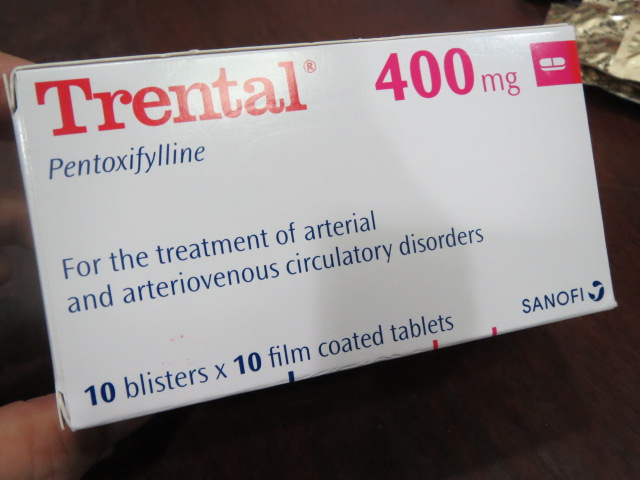 Trental® 400 mg
Pentoxifylline
For the treatment of arterial
and arteriovenous circulatory disorders
SANOFI
10 blisters x 10 film coated tablets